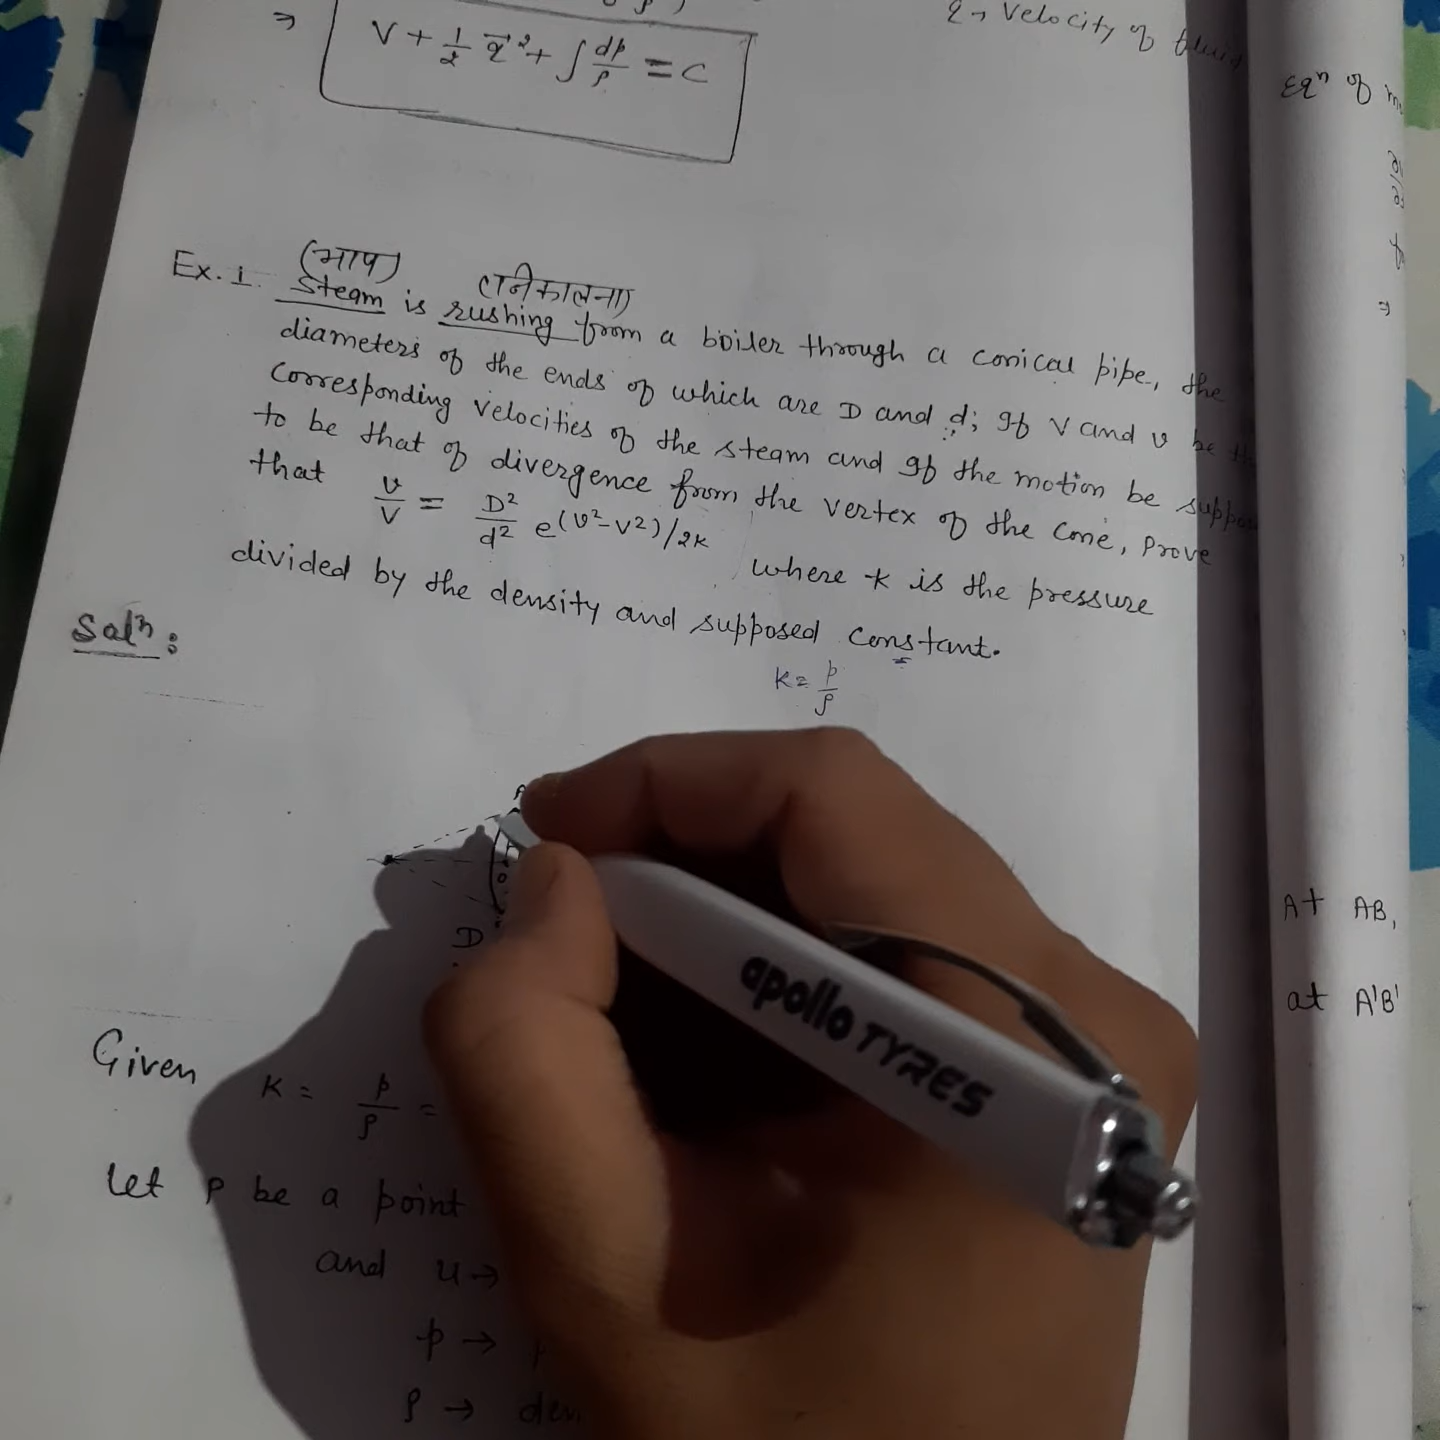 2 → Velocity of fluid
⇒ V + 1/2 q⃗² + ∫ dp/ρ = C
Eqn of
(भाप) (निकालना)
Ex. 1. Steam is rushing from a boiler through a conical pipe, the
diameters of the ends of which are D and d; If V and v be the
corresponding velocities of the steam and If the motion be suppo
to be that of divergence from the vertex of the cone, Prove
that v/V = D²/d² e^(v²-V²)/2K where K is the pressure
divided by the density and supposed constant.
Solⁿ:
K = p/ρ
A
D
Given K = p/ρ =
Let P be a point
and u →
p →
ρ →
apollo TYRES
At AB,
at A'B'